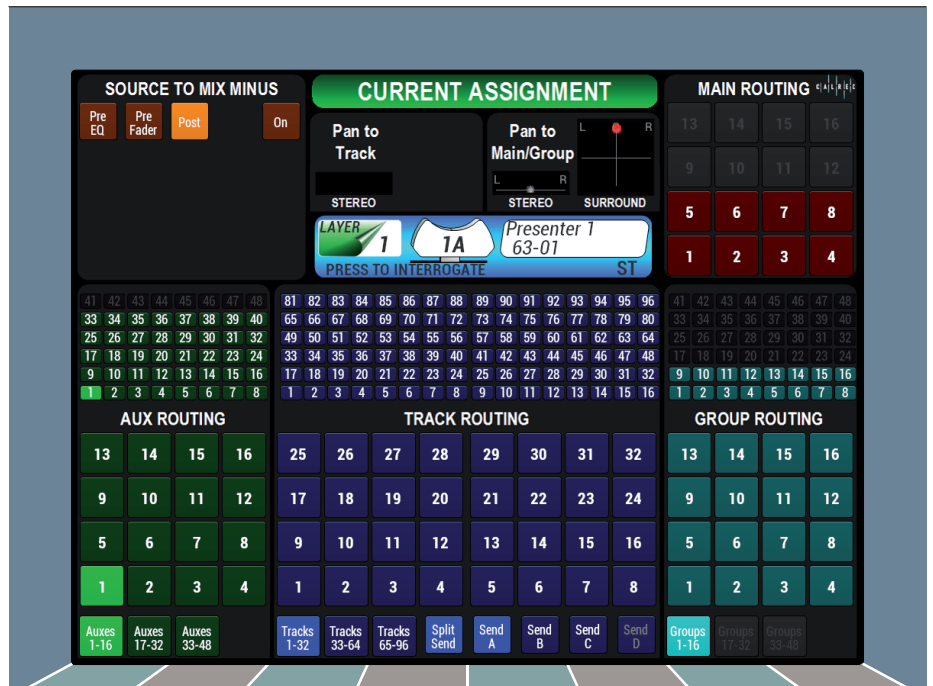 SOURCE TO MIX MINUS
Pre EQ
Pre Fader
Post
On
CURRENT ASSIGNMENT
Pan to Track
STEREO
Pan to Main/Group
L R
STEREO
L R
SURROUND
LAYER 1
1A
Presenter 1
63-01
PRESS TO INTERROGATE
ST
MAIN ROUTING
CALREC
13 14 15 16
9 10 11 12
5 6 7 8
1 2 3 4
41 42 43 44 45 46 47 48
33 34 35 36 37 38 39 40
25 26 27 28 29 30 31 32
17 18 19 20 21 22 23 24
9 10 11 12 13 14 15 16
1 2 3 4 5 6 7 8
AUX ROUTING
13 14 15 16
9 10 11 12
5 6 7 8
1 2 3 4
Auxes 1-16
Auxes 17-32
Auxes 33-48
81 82 83 84 85 86 87 88 89 90 91 92 93 94 95 96
65 66 67 68 69 70 71 72 73 74 75 76 77 78 79 80
49 50 51 52 53 54 55 56 57 58 59 60 61 62 63 64
33 34 35 36 37 38 39 40 41 42 43 44 45 46 47 48
17 18 19 20 21 22 23 24 25 26 27 28 29 30 31 32
1 2 3 4 5 6 7 8 9 10 11 12 13 14 15 16
TRACK ROUTING
25 26 27 28 29 30 31 32
17 18 19 20 21 22 23 24
9 10 11 12 13 14 15 16
1 2 3 4 5 6 7 8
Tracks 1-32
Tracks 33-64
Tracks 65-96
Split Send
Send A
Send B
Send C
Send D
41 42 43 44 45 46 47 48
33 34 35 36 37 38 39 40
25 26 27 28 29 30 31 32
17 18 19 20 21 22 23 24
9 10 11 12 13 14 15 16
1 2 3 4 5 6 7 8
GROUP ROUTING
13 14 15 16
9 10 11 12
5 6 7 8
1 2 3 4
Groups 1-16
Groups 17-32
Groups 33-48